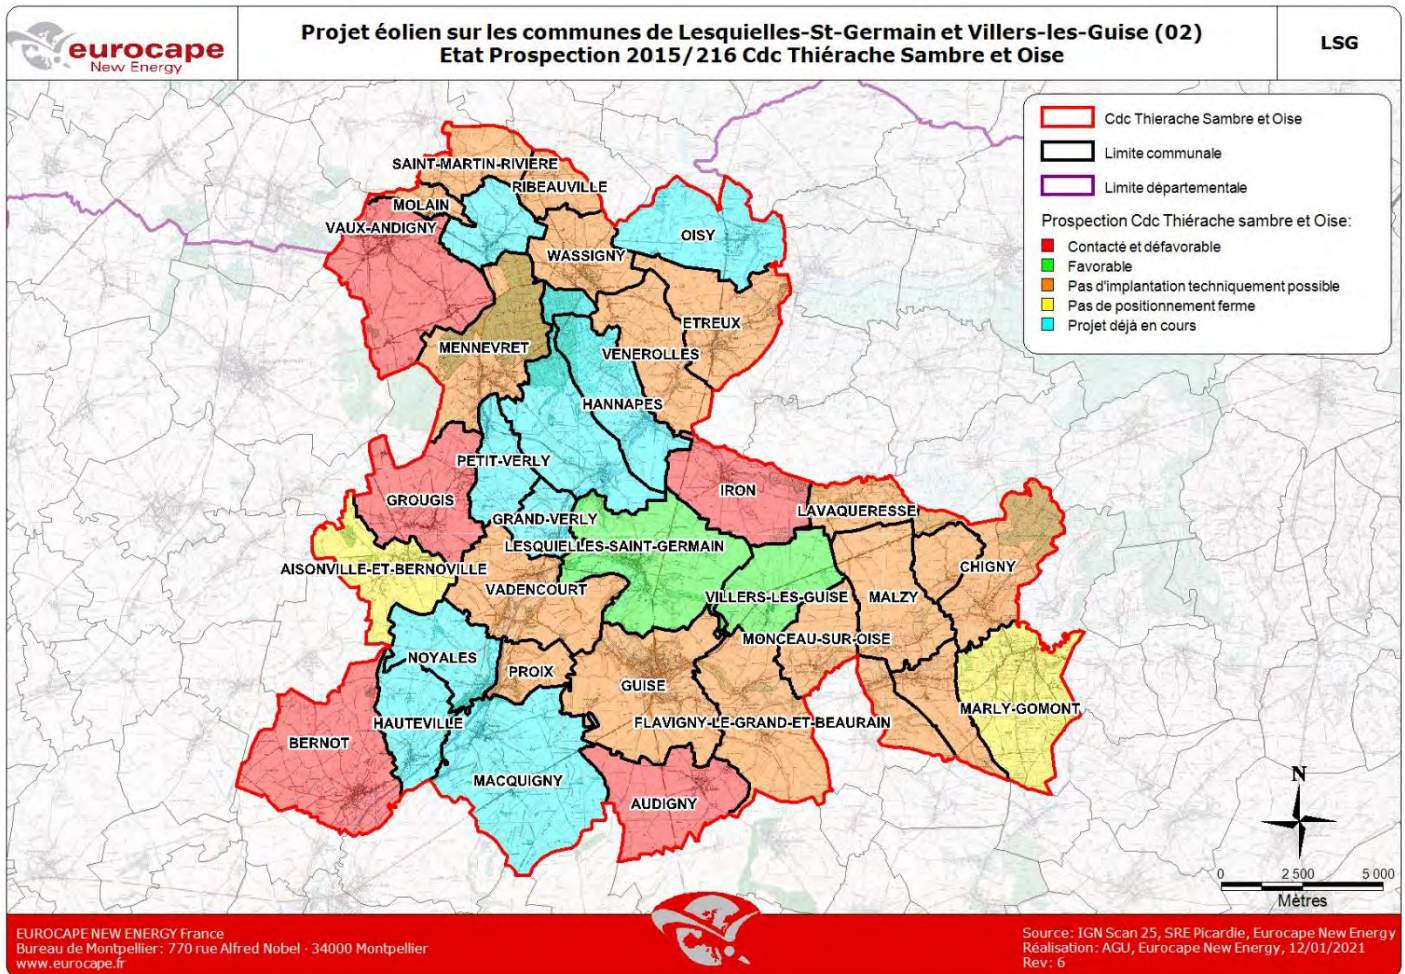 eurocape
New Energy
Projet éolien sur les communes de Lesquielles-St-Germain et Villers-les-Guise (02)
Etat Prospection 2015/216 Cdc Thiérache Sambre et Oise
LSG
Cdc Thierache Sambre et Oise
Limite communale
Limite départementale
Prospection Cdc Thiérache sambre et Oise:
Contacté et défavorable
Favorable
Pas d'implantation techniquement possible
Pas de positionnement ferme
Projet déjà en cours
SAINT-MARTIN-RIVIERE
RIBEAUVILLE
MOLAIN
VAUX-ANDIGNY
OISY
WASSIGNY
ETREUX
MENNEVRET
VENEROLLES
HANNAPES
PETIT-VERLY
GROUGIS
IRON
LAVAQUERESSE
GRAND-VERLY
LESQUIELLES-SAINT-GERMAIN
AISONVILLE-ET-BERNOVILLE
CHIGNY
VADENCOURT
VILLERS-LES-GUISE
MALZY
MONCEAU-SUR-OISE
NOYALES
PROIX
GUISE
MARLY-GOMONT
HAUTEVILLE
FLAVIGNY-LE-GRAND-ET-BEAURAIN
BERNOT
MACQUIGNY
AUDIGNY
N
0 2 500 5 000
Mètres
EUROCAPE NEW ENERGY France
Bureau de Montpellier: 770 rue Alfred Nobel - 34000 Montpellier
www.eurocape.fr
Source: IGN Scan 25, SRE Picardie, Eurocape New Energy
Réalisation: AGU, Eurocape New Energy, 12/01/2021
Rev: 6